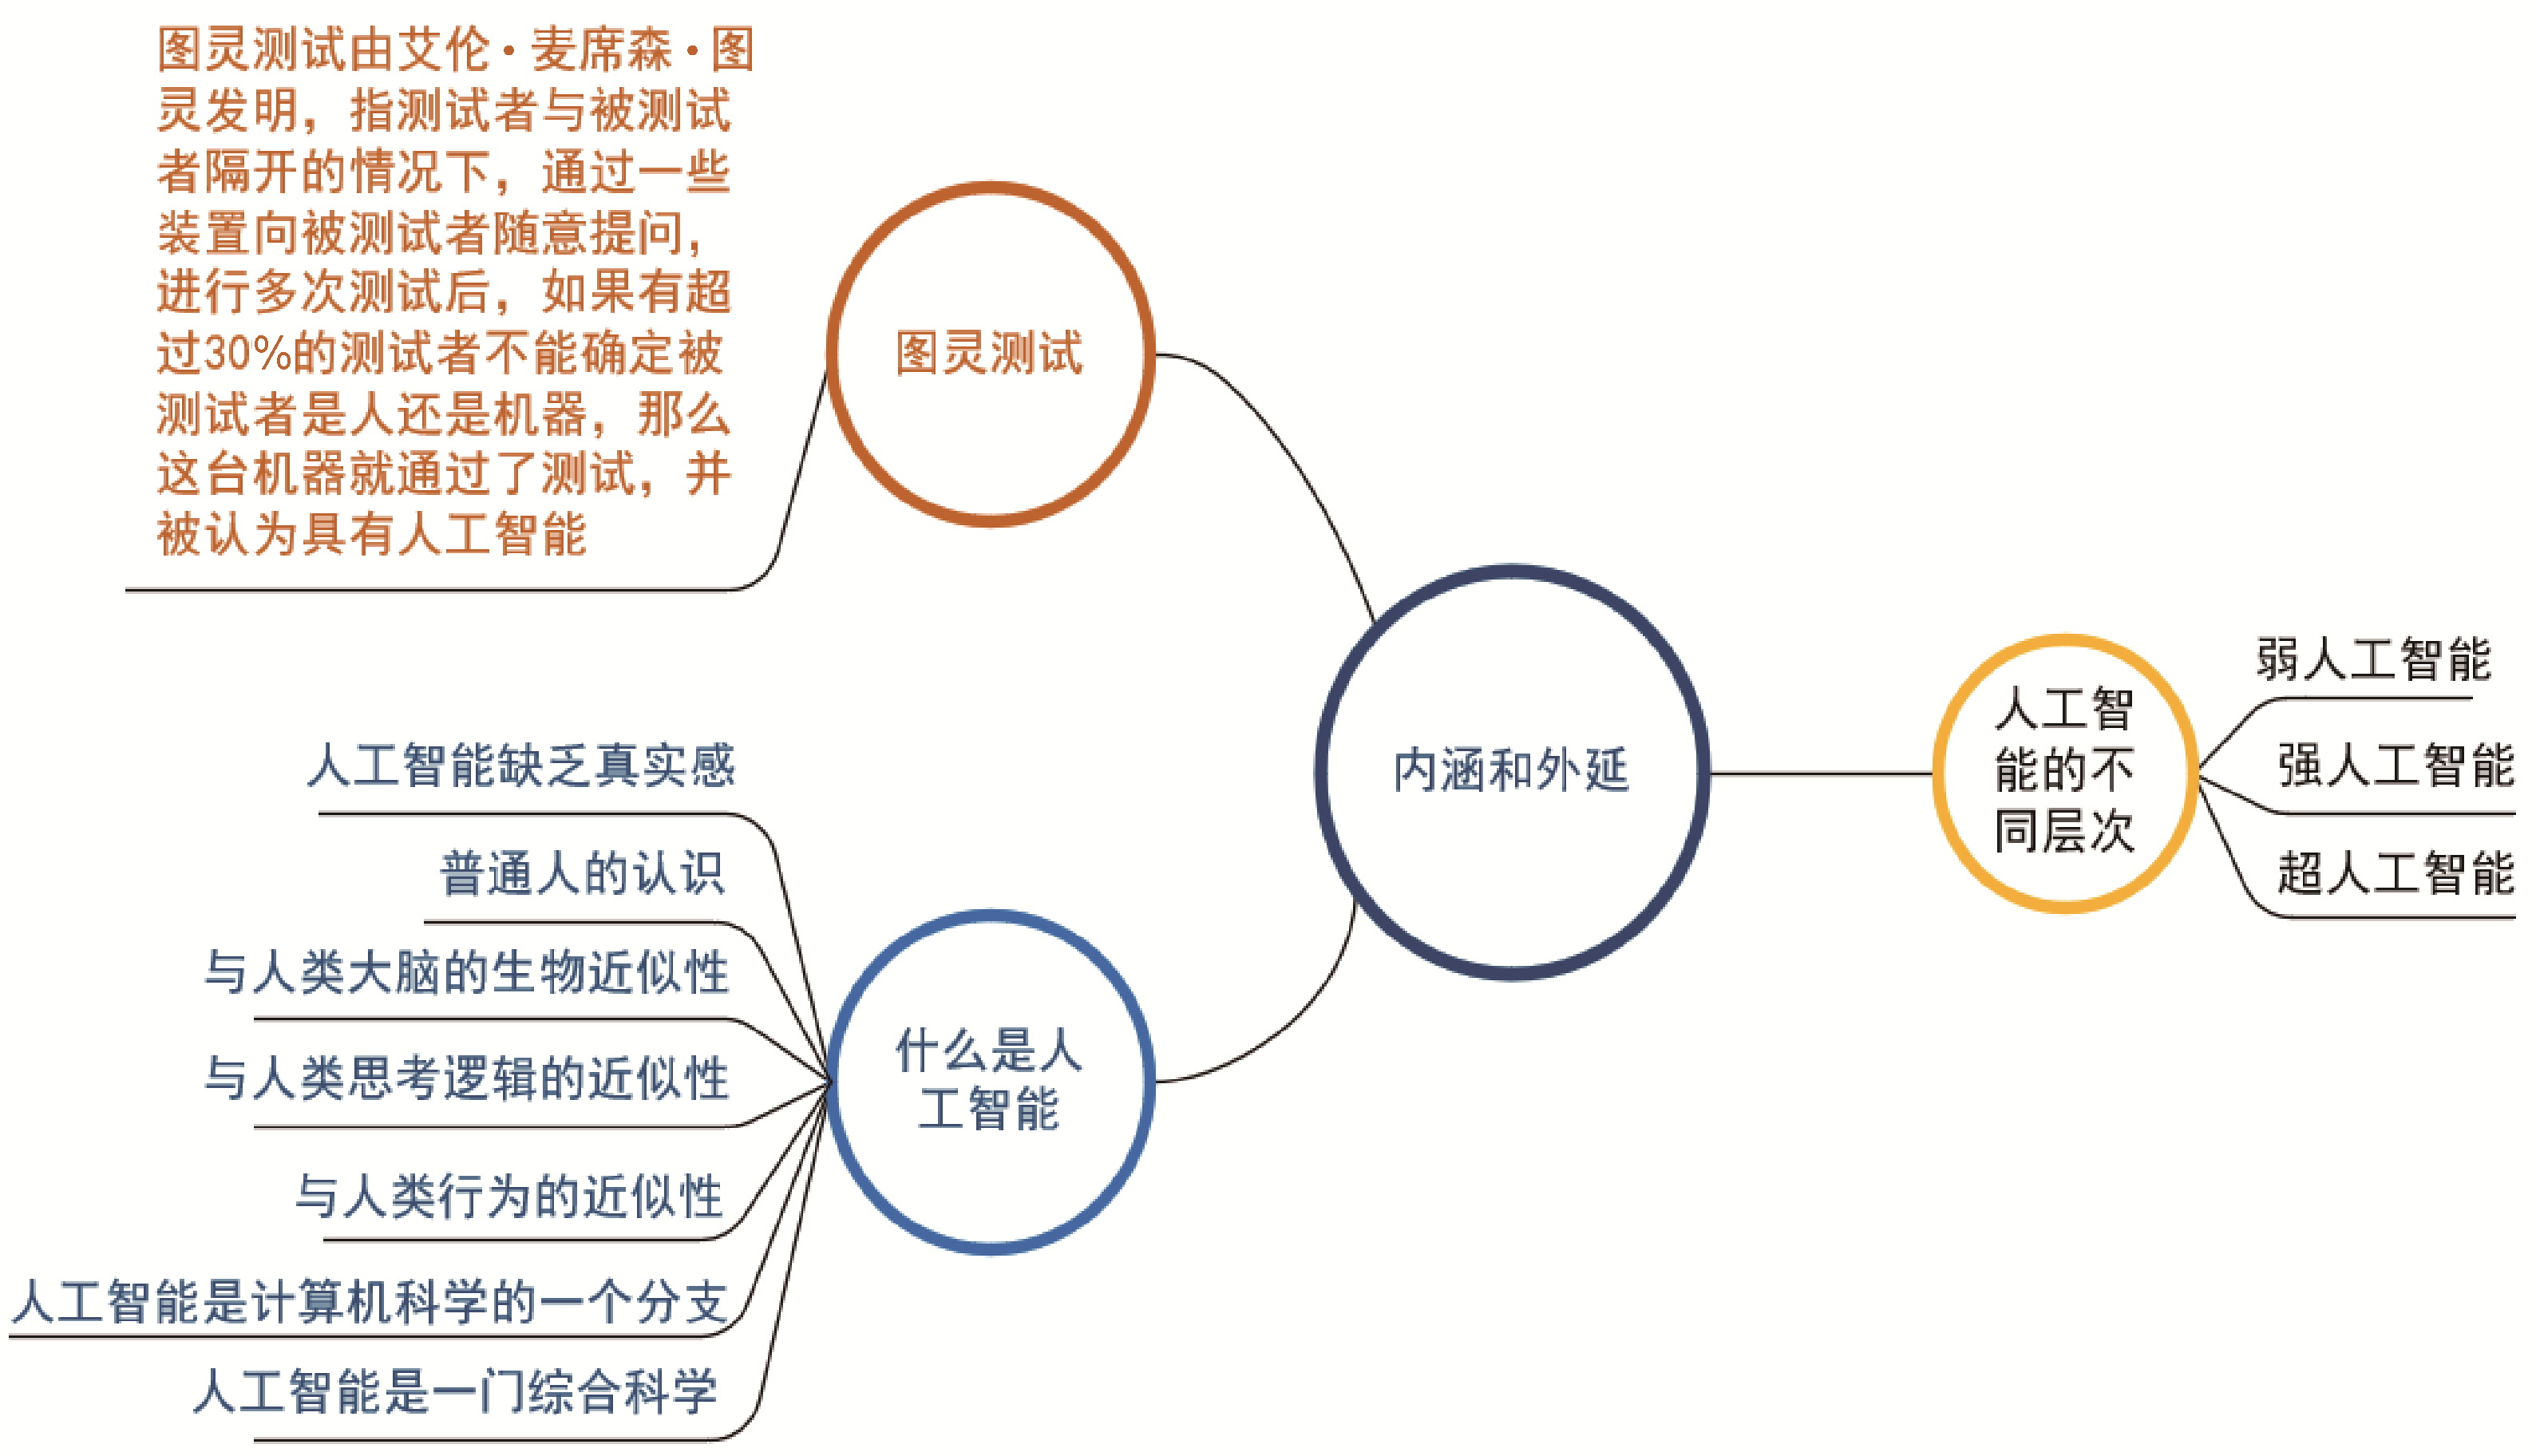 图灵测试由艾伦·麦席森·图
灵发明，指测试者与被测试
者隔开的情况下，通过一些
装置向被测试者随意提问，
进行多次测试后，如果有超
过30%的测试者不能确定被
测试者是人还是机器，那么
这台机器就通过了测试，并
被认为具有人工智能
图灵测试
人工智能缺乏真实感
普通人的认识
与人类大脑的生物近似性
与人类思考逻辑的近似性
与人类行为的近似性
人工智能是计算机科学的一个分支
人工智能是一门综合科学
什么是人
工智能
内涵和外延
人工智
能的不
同层次
弱人工智能
强人工智能
超人工智能